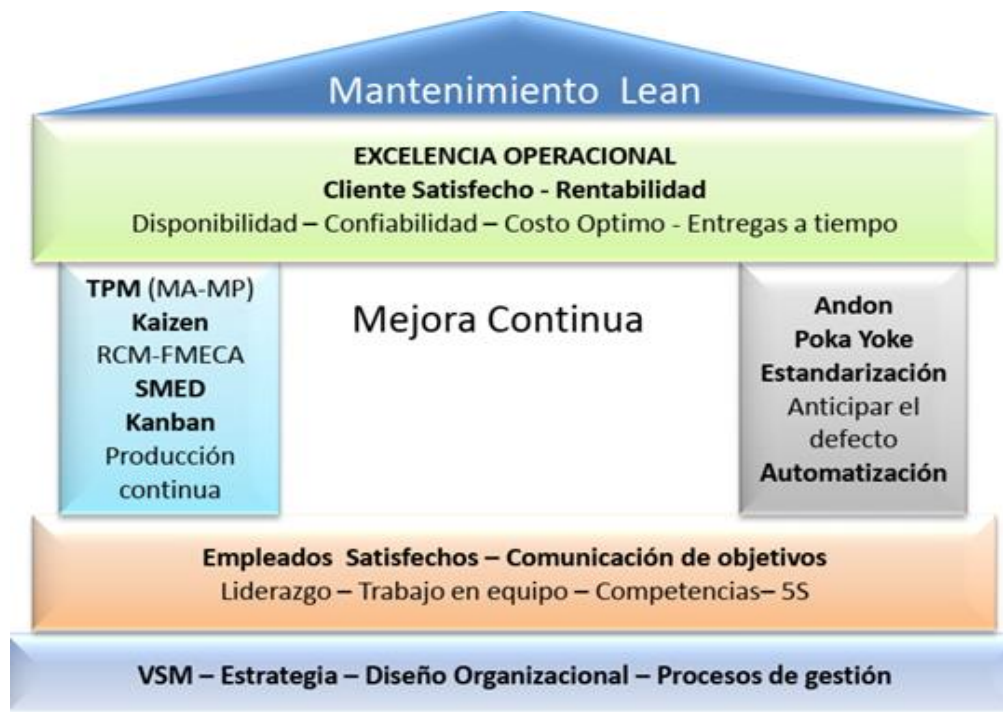 Mantenimiento Lean
EXCELENCIA OPERACIONAL
Cliente Satisfecho - Rentabilidad
Disponibilidad – Confiabilidad – Costo Optimo - Entregas a tiempo
TPM (MA-MP)
Kaizen
RCM-FMECA
SMED
Kanban
Producción
continua
Mejora Continua
Andon
Poka Yoke
Estandarización
Anticipar el
defecto
Automatización
Empleados Satisfechos – Comunicación de objetivos
Liderazgo – Trabajo en equipo – Competencias– 5S
VSM – Estrategia – Diseño Organizacional – Procesos de gestión